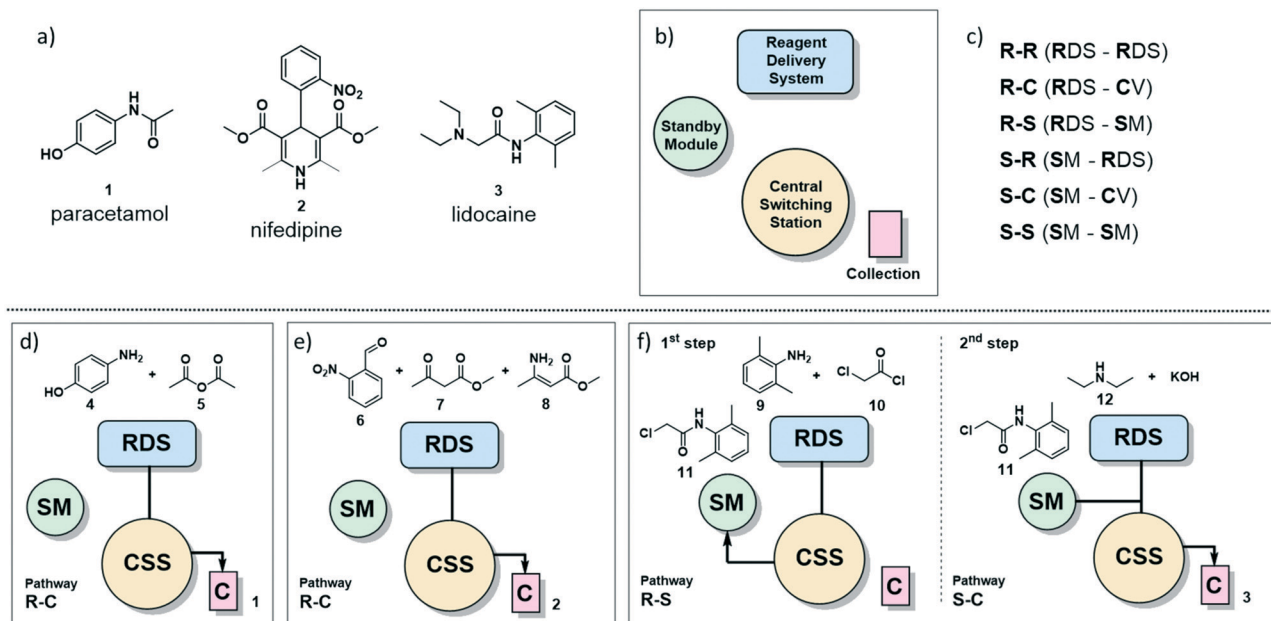 a)
HO
H
N
O
1
paracetamol
NO₂
O
O
O
O
N
H
2
nifedipine
N
O
N
H
3
lidocaine
b)
Reagent
Delivery
System
Standby
Module
Central
Switching
Station
Collection
c)
R-R (RDS - RDS)
R-C (RDS - CV)
R-S (RDS - SM)
S-R (SM - RDS)
S-C (SM - CV)
S-S (SM - SM)
d)
NH₂
HO
4
+
O
O
O
5
RDS
SM
CSS
C
1
Pathway
R-C
e)
O
O₂N
6
+
O
O
O
7
+
NH₂
O
O
8
RDS
SM
CSS
C
2
Pathway
R-C
f)
1st step
NH₂
9
+
Cl
O
Cl
10
Cl
H
N
O
11
RDS
SM
CSS
C
Pathway
R-S
2nd step
H
N
12
+
KOH
Cl
H
N
O
11
RDS
SM
CSS
C
3
Pathway
S-C